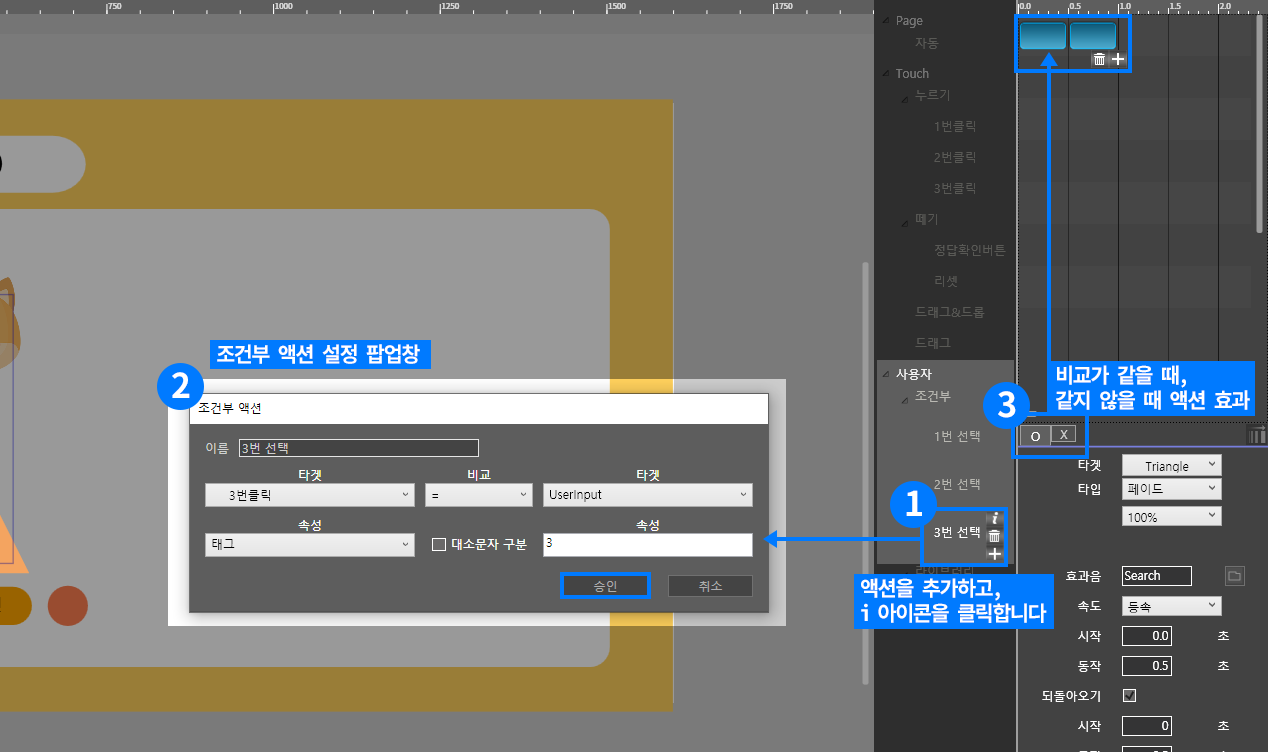 750
1000
1250
1500
1750
0.0
0.5
1.0
1.5
2.0
Page
자동
Touch
누르기
1번클릭
2번클릭
3번클릭
떼기
정답확인버튼
리셋
드래그&드롭
드래그
사용자
조건부
1번 선택
2번 선택
1
3번 선택
i
액션을 추가하고,
i 아이콘을 클릭합니다
라이브러리
조건부 액션 설정 팝업창
2
조건부 액션
이름
3번 선택
타겟
비교
타겟
3번클릭
=
UserInput
속성
속성
태그
대소문자 구분
3
승인
취소
비교가 같을 때,
같지 않을 때 액션 효과
3
O
X
타겟
Triangle
타입
페이드
100%
효과음
Search
속도
등속
시작
0.0
초
동작
0.5
초
되돌아오기
시작
0
초